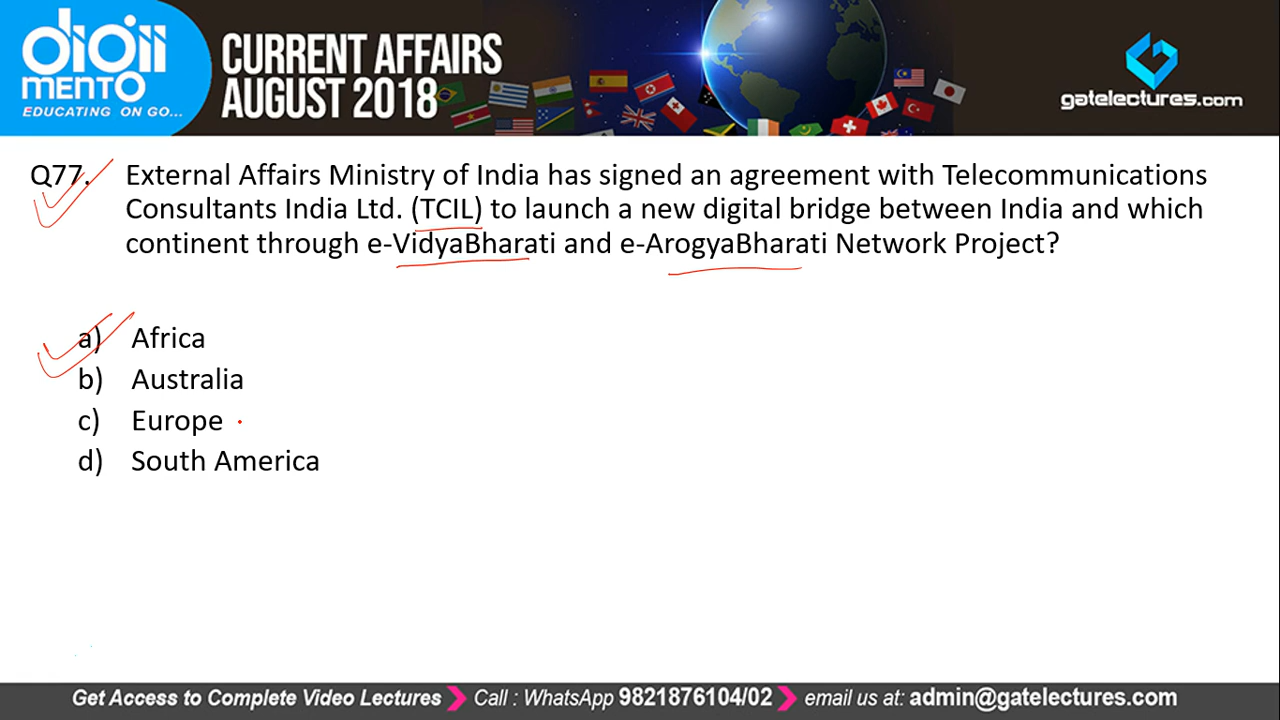 digii
MENTO
EDUCATING ON GO...
CURRENT AFFAIRS
AUGUST 2018
gatelectures.com
Q77. External Affairs Ministry of India has signed an agreement with Telecommunications
Consultants India Ltd. (TCIL) to launch a new digital bridge between India and which
continent through e-VidyaBharati and e-ArogyaBharati Network Project?
a) Africa
b) Australia
c) Europe
d) South America
Get Access to Complete Video Lectures Call : WhatsApp 9821876104/02 email us at: admin@gatelectures.com